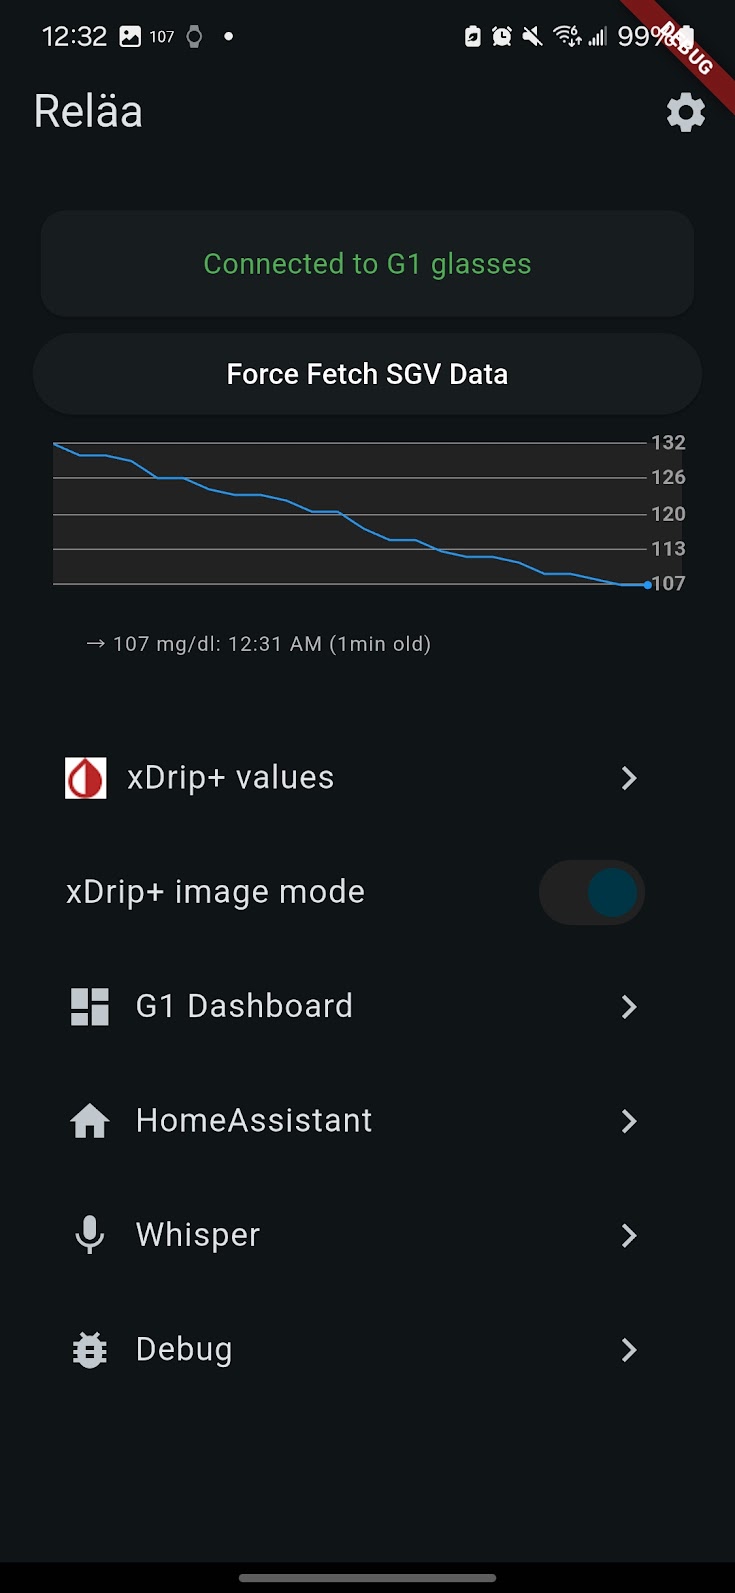 12:32 107 99%
DEBUG
Reläa
Connected to G1 glasses
Force Fetch SGV Data
132
126
120
113
107
→ 107 mg/dl: 12:31 AM (1min old)
xDrip+ values
xDrip+ image mode
G1 Dashboard
HomeAssistant
Whisper
Debug